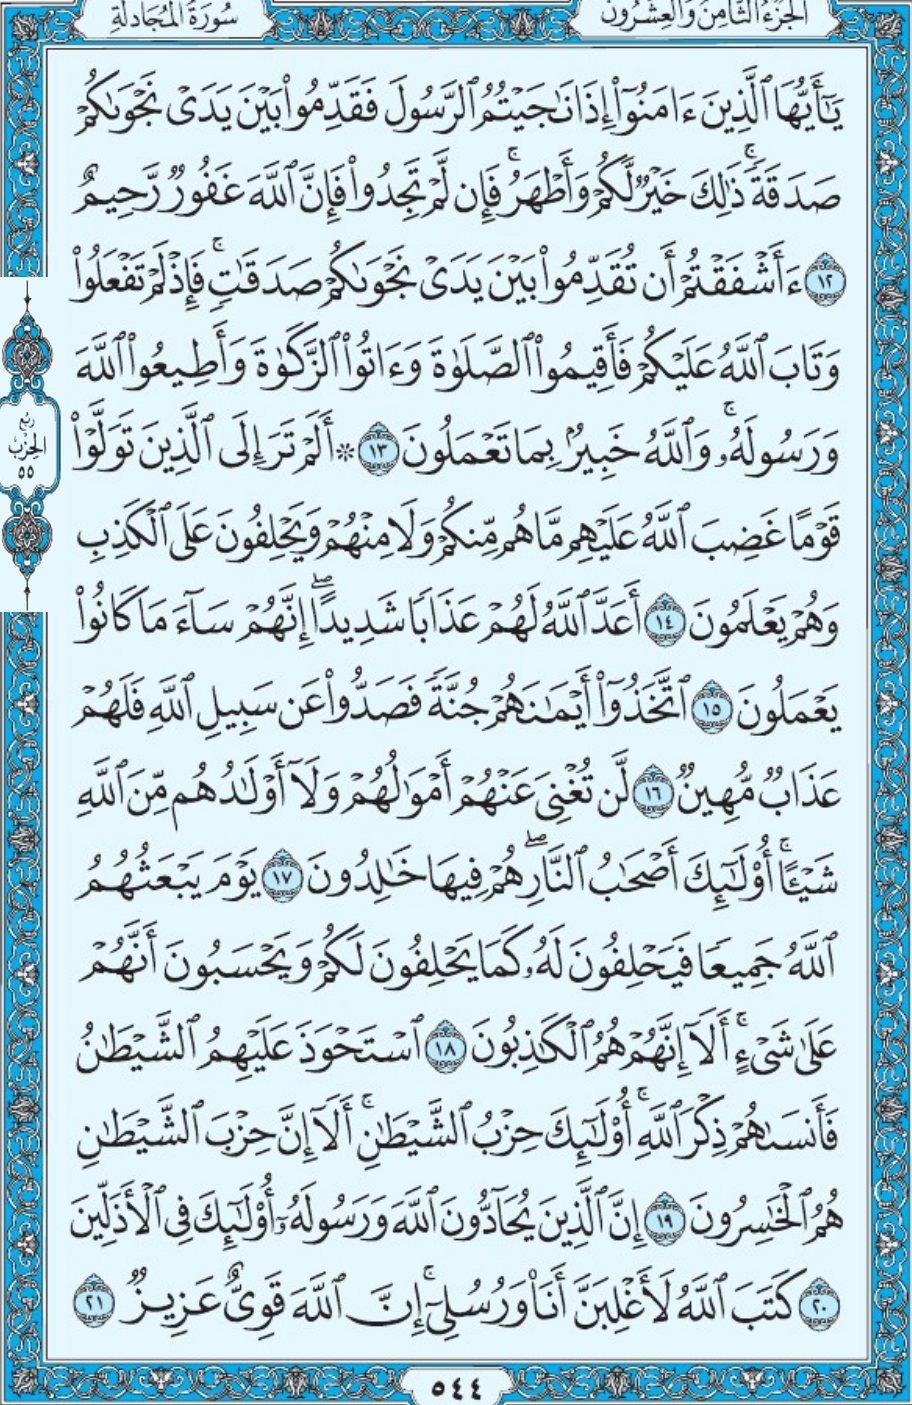 الجزء الثامن والعشرون
سورة المجادلة
يَٰٓأَيُّهَا ٱلَّذِينَ ءَامَنُوٓاْ إِذَا نَٰجَيْتُمُ ٱلرَّسُولَ فَقَدِّمُواْ بَيْنَ يَدَىْ نَجْوَىٰكُمْ
صَدَقَةً ۚ ذَٰلِكَ خَيْرٌ لَّكُمْ وَأَطْهَرُ ۚ فَإِن لَّمْ تَجِدُواْ فَإِنَّ ٱللَّهَ غَفُورٌ رَّحِيمٌ
١٢ ءَأَشْفَقْتُمْ أَن تُقَدِّمُواْ بَيْنَ يَدَىْ نَجْوَىٰكُمْ صَدَقَٰتٍ ۚ فَإِذْ لَمْ تَفْعَلُواْ
وَتَابَ ٱللَّهُ عَلَيْكُمْ فَأَقِيمُواْ ٱلصَّلَوٰةَ وَءَاتُواْ ٱلزَّكَوٰةَ وَأَطِيعُواْ ٱللَّهَ
وَرَسُولَهُۥ ۚ وَٱللَّهُ خَبِيرٌۢ بِمَا تَعْمَلُونَ ١٣ ۞ أَلَمْ تَرَ إِلَى ٱلَّذِينَ تَوَلَّوْاْ
قَوْمًا غَضِبَ ٱللَّهُ عَلَيْهِم مَّا هُم مِّنكُمْ وَلَا مِنْهُمْ وَيَحْلِفُونَ عَلَى ٱلْكَذِبِ
وَهُمْ يَعْلَمُونَ ١٤ أَعَدَّ ٱللَّهُ لَهُمْ عَذَابًا شَدِيدًا ۖ إِنَّهُمْ سَآءَ مَا كَانُواْ
يَعْمَلُونَ ١٥ ٱتَّخَذُوٓاْ أَيْمَٰنَهُمْ جُنَّةً فَصَدُّواْ عَن سَبِيلِ ٱللَّهِ فَلَهُمْ
عَذَابٌ مُّهِينٌ ١٦ لَّن تُغْنِىَ عَنْهُمْ أَمْوَٰلُهُمْ وَلَآ أَوْلَٰدُهُم مِّنَ ٱللَّهِ
شَيْـًٔا ۚ أُوْلَٰٓئِكَ أَصْحَٰبُ ٱلنَّارِ ۖ هُمْ فِيهَا خَٰلِدُونَ ١٧ يَوْمَ يَبْعَثُهُمُ
ٱللَّهُ جَمِيعًا فَيَحْلِفُونَ لَهُۥ كَمَا يَحْلِفُونَ لَكُمْ وَيَحْسَبُونَ أَنَّهُمْ
عَلَىٰ شَىْءٍ ۚ أَلَآ إِنَّهُمْ هُمُ ٱلْكَٰذِبُونَ ١٨ ٱسْتَحْوَذَ عَلَيْهِمُ ٱلشَّيْطَٰنُ
فَأَنسَىٰهُمْ ذِكْرَ ٱللَّهِ ۚ أُوْلَٰٓئِكَ حِزْبُ ٱلشَّيْطَٰنِ ۚ أَلَآ إِنَّ حِزْبَ ٱلشَّيْطَٰنِ
هُمُ ٱلْخَٰسِرُونَ ١٩ إِنَّ ٱلَّذِينَ يُحَآدُّونَ ٱللَّهَ وَرَسُولَهُۥٓ أُوْلَٰٓئِكَ فِى ٱلْأَذَلِّينَ
٢٠ كَتَبَ ٱللَّهُ لَأَغْلِبَنَّ أَنَا۠ وَرُسُلِىٓ ۚ إِنَّ ٱللَّهَ قَوِىٌّ عَزِيزٌ ٢١
ربع
الحزب
٥٥
٥٤٤